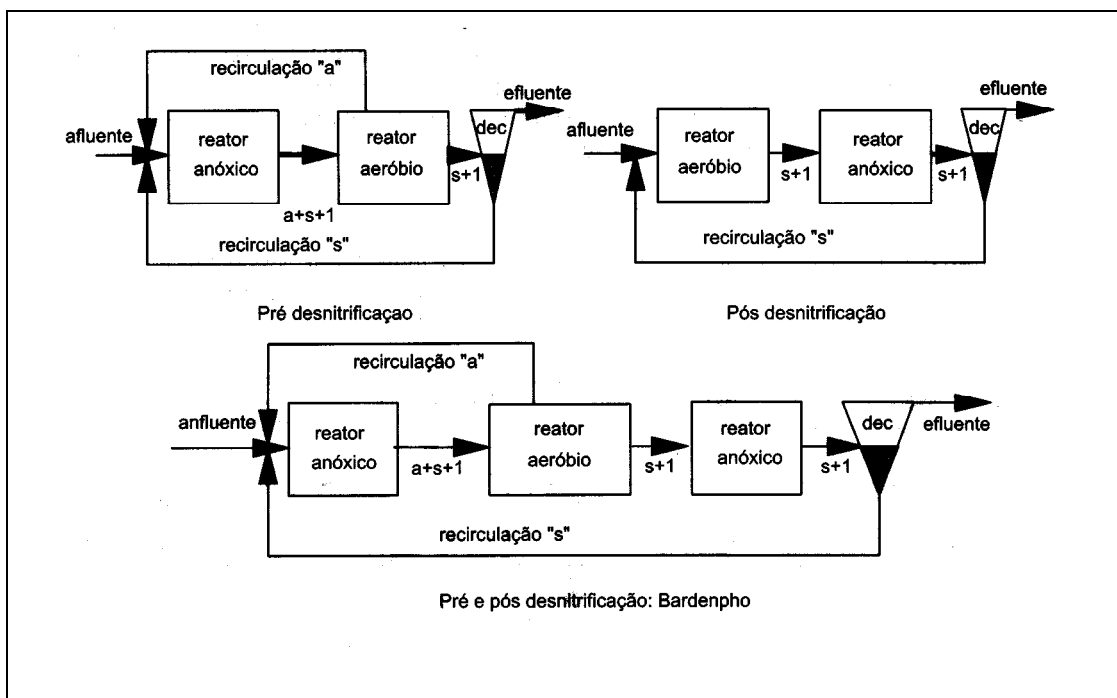 recirculação "a"
afluente
reator
anóxico
a+s+1
reator
aeróbio
s+1
dec
efluente
recirculação "s"
Pré desnitrificaçao
afluente
reator
aeróbio
s+1
reator
anóxico
s+1
dec
efluente
recirculação "s"
Pós desnitrificação
recirculação "a"
anfluente
reator
anóxico
a+s+1
reator
aeróbio
s+1
reator
anóxico
s+1
dec
efluente
recirculação "s"
Pré e pós desnitrificação: Bardenpho